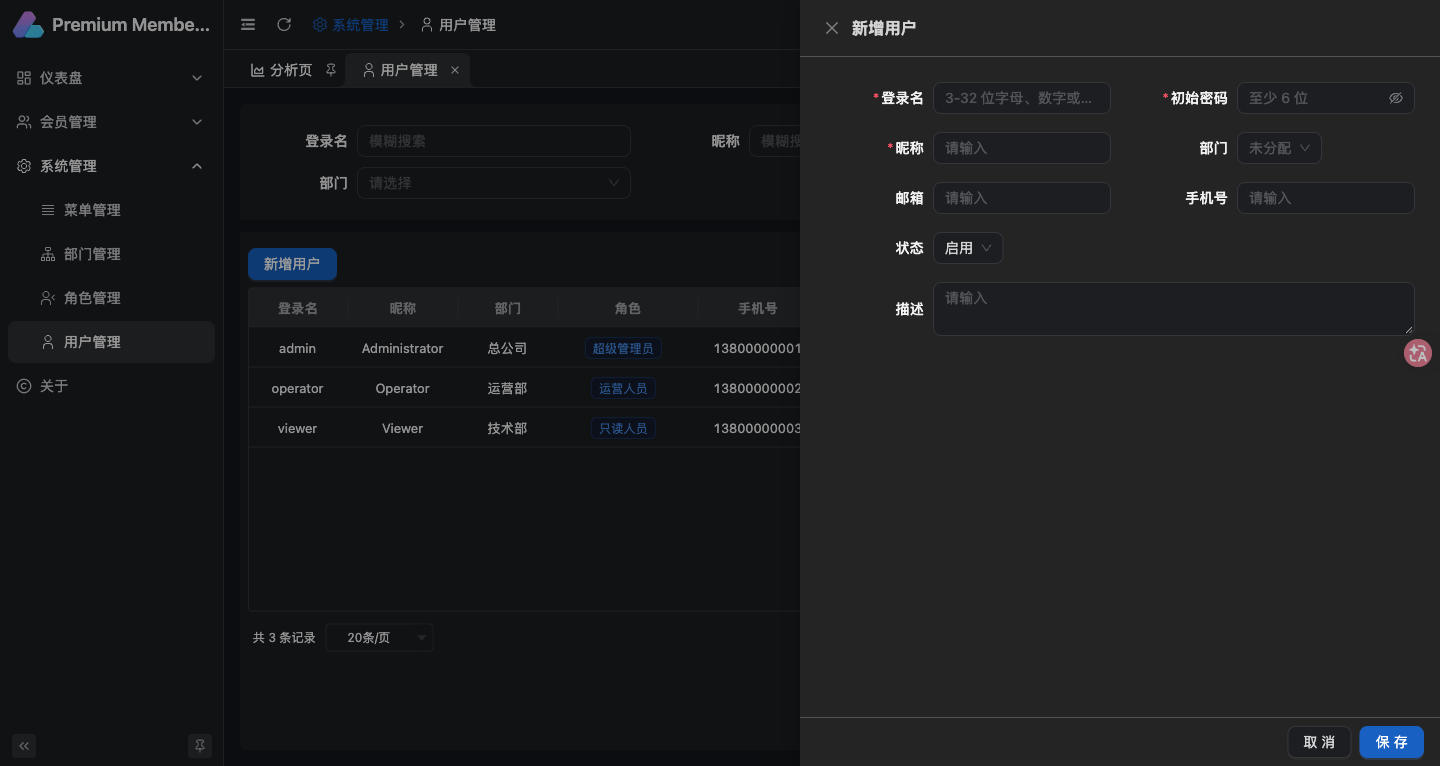 Premium Membe...
仪表盘
会员管理
系统管理
菜单管理
部门管理
角色管理
用户管理
关于
系统管理 > 用户管理
分析页 用户管理
登录名 模糊搜索 昵称
部门 请选择
新增用户
登录名 昵称 部门 角色 手机号
admin Administrator 总公司 超级管理员 13800000001
operator Operator 运营部 运营人员 13800000002
viewer Viewer 技术部 只读人员 13800000003
共 3 条记录 20条/页
新增用户
*登录名 3-32 位字母、数字或... *初始密码 至少 6 位
*昵称 请输入 部门 未分配
邮箱 请输入 手机号 请输入
状态 启用
描述 请输入
取 消 保 存